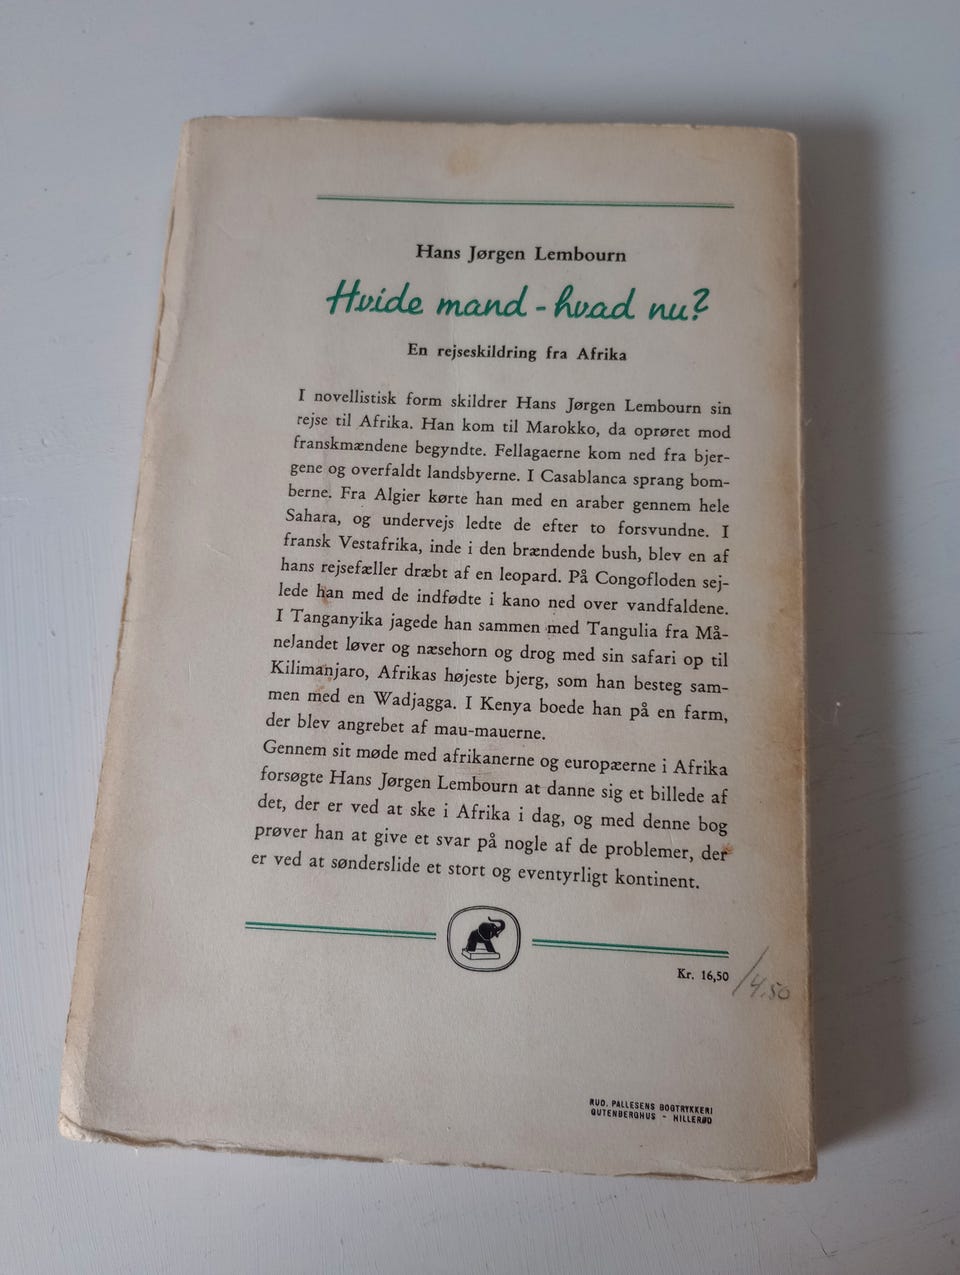 Hans Jørgen Lembourn
Hvide mand - hvad nu?
En rejseskildring fra Afrika
I novellistisk form skildrer Hans Jørgen Lembourn sin
rejse til Afrika. Han kom til Marokko, da oprøret mod
franskmændene begyndte. Fellagaerne kom ned fra bjer-
gene og overfaldt landsbyerne. I Casablanca sprang bom-
berne. Fra Algier kørte han med en araber gennem hele
Sahara, og undervejs ledte de efter to forsvundne. I
fransk Vestafrika, inde i den brændende bush, blev en af
hans rejsefæller dræbt af en leopard. På Congofloden sej-
lede han med de indfødte i kano ned over vandfaldene.
I Tanganyika jagede han sammen med Tangulia fra Må-
nelandet løver og næsehorn og drog med sin safari op til
Kilimanjaro, Afrikas højeste bjerg, som han besteg sam-
men med en Wadjagga. I Kenya boede han på en farm,
der blev angrebet af mau-mauerne.
Gennem sit møde med afrikanerne og europæerne i Afrika
forsøgte Hans Jørgen Lembourn at danne sig et billede af
det, der er ved at ske i Afrika i dag, og med denne bog
prøver han at give et svar på nogle af de problemer, der
er ved at sønderslide et stort og eventyrligt kontinent.
Kr. 16,50 /4.50
RUD. PALLESENS BOGTRYKKERI
GUTENBERGHUS - HILLERØD